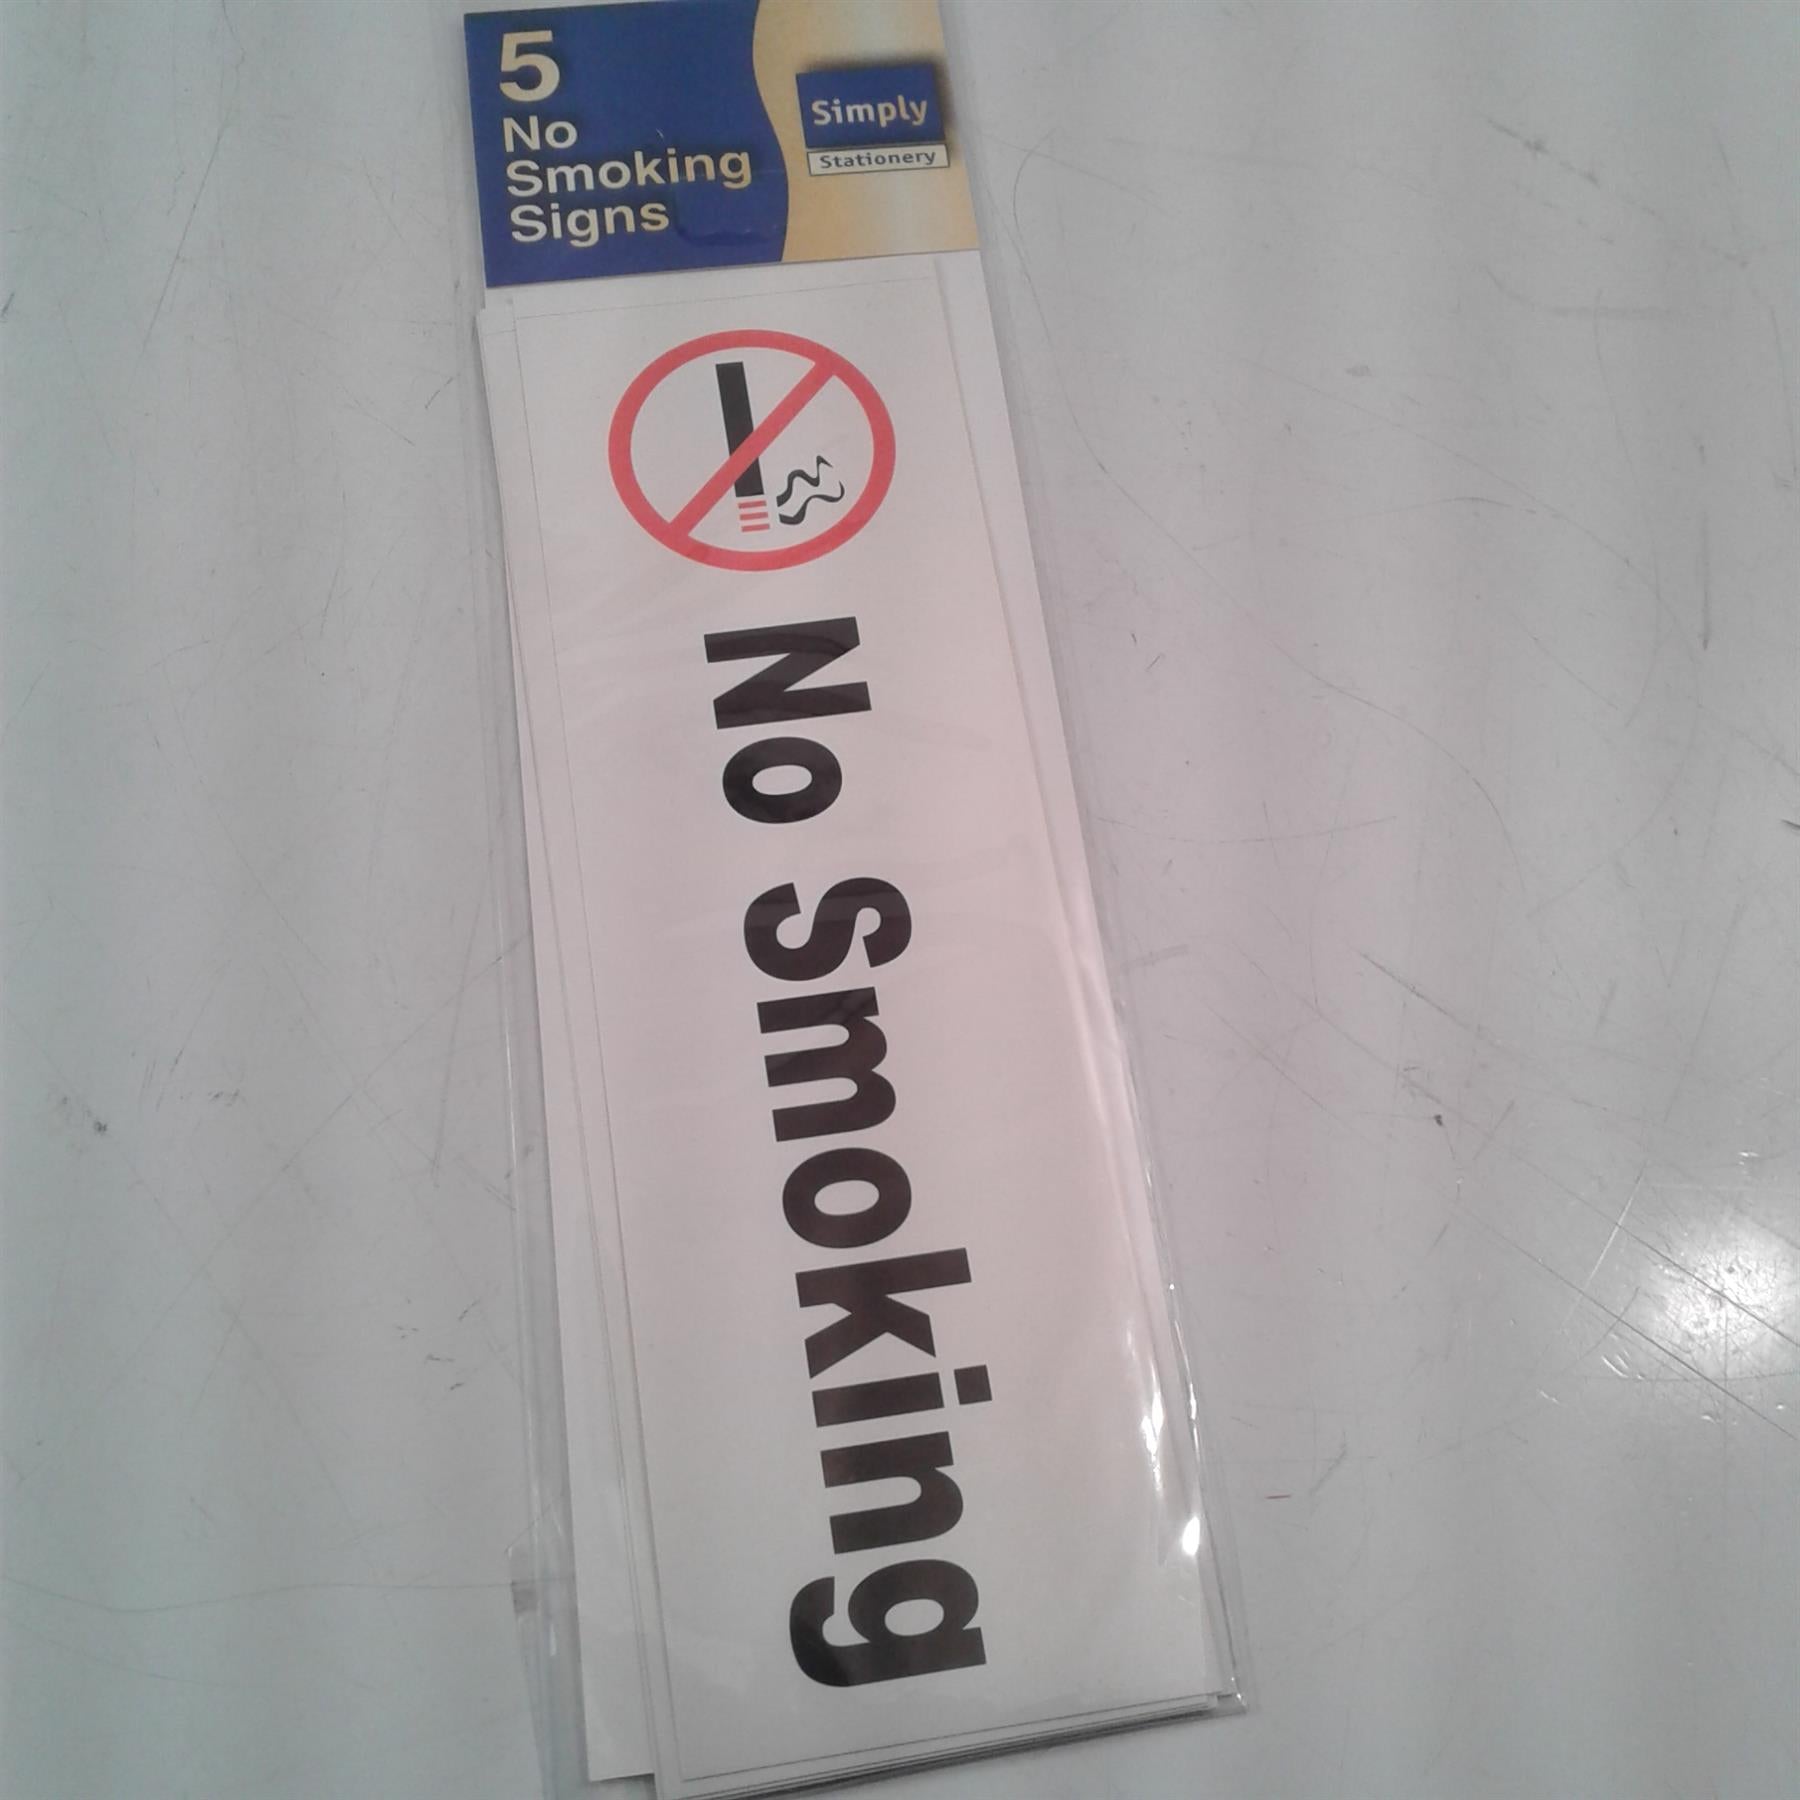 5
No
Smoking
Signs
Simply
Stationery
No Smoking